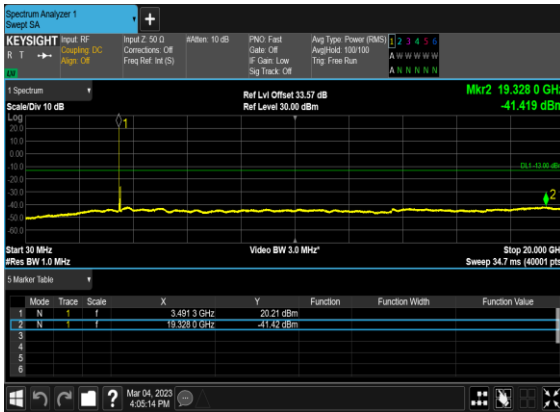 Spectrum Analyzer 1
Swept SA
+
KEYSIGHT
R T
LW
Input: RF
Coupling: DC
Align: Off
Input Z: 50 Ω
Corrections: Off
Freq Ref: Int (S)
#Atten: 10 dB
PNO: Fast
Gate: Off
IF Gain: Low
Sig Track: Off
Avg Type: Power (RMS)
Avg|Hold: 100/100
Trig: Free Run
1 2 3 4 5 6
A W W W W W
A N N N N N
1 Spectrum
Scale/Div 10 dB
Ref Lvl Offset 33.57 dB
Ref Level 30.00 dBm
Mkr2 19.328 0 GHz
-41.419 dBm
Log
20.0
10.0
0.00
-10.0
-20.0
-30.0
-40.0
-50.0
-60.0
1
DL1 -13.00 dBm
2
Start 30 MHz
#Res BW 1.0 MHz
Video BW 3.0 MHz*
Stop 20.000 GHz
Sweep 34.7 ms (40001 pts)
5 Marker Table
Mode Trace Scale X Y Function Function Width Function Value
1 N 1 f 3.491 3 GHz 20.21 dBm
2 N 1 f 19.328 0 GHz -41.42 dBm
3
4
5
6
?
Mar 04, 2023
4:05:14 PM